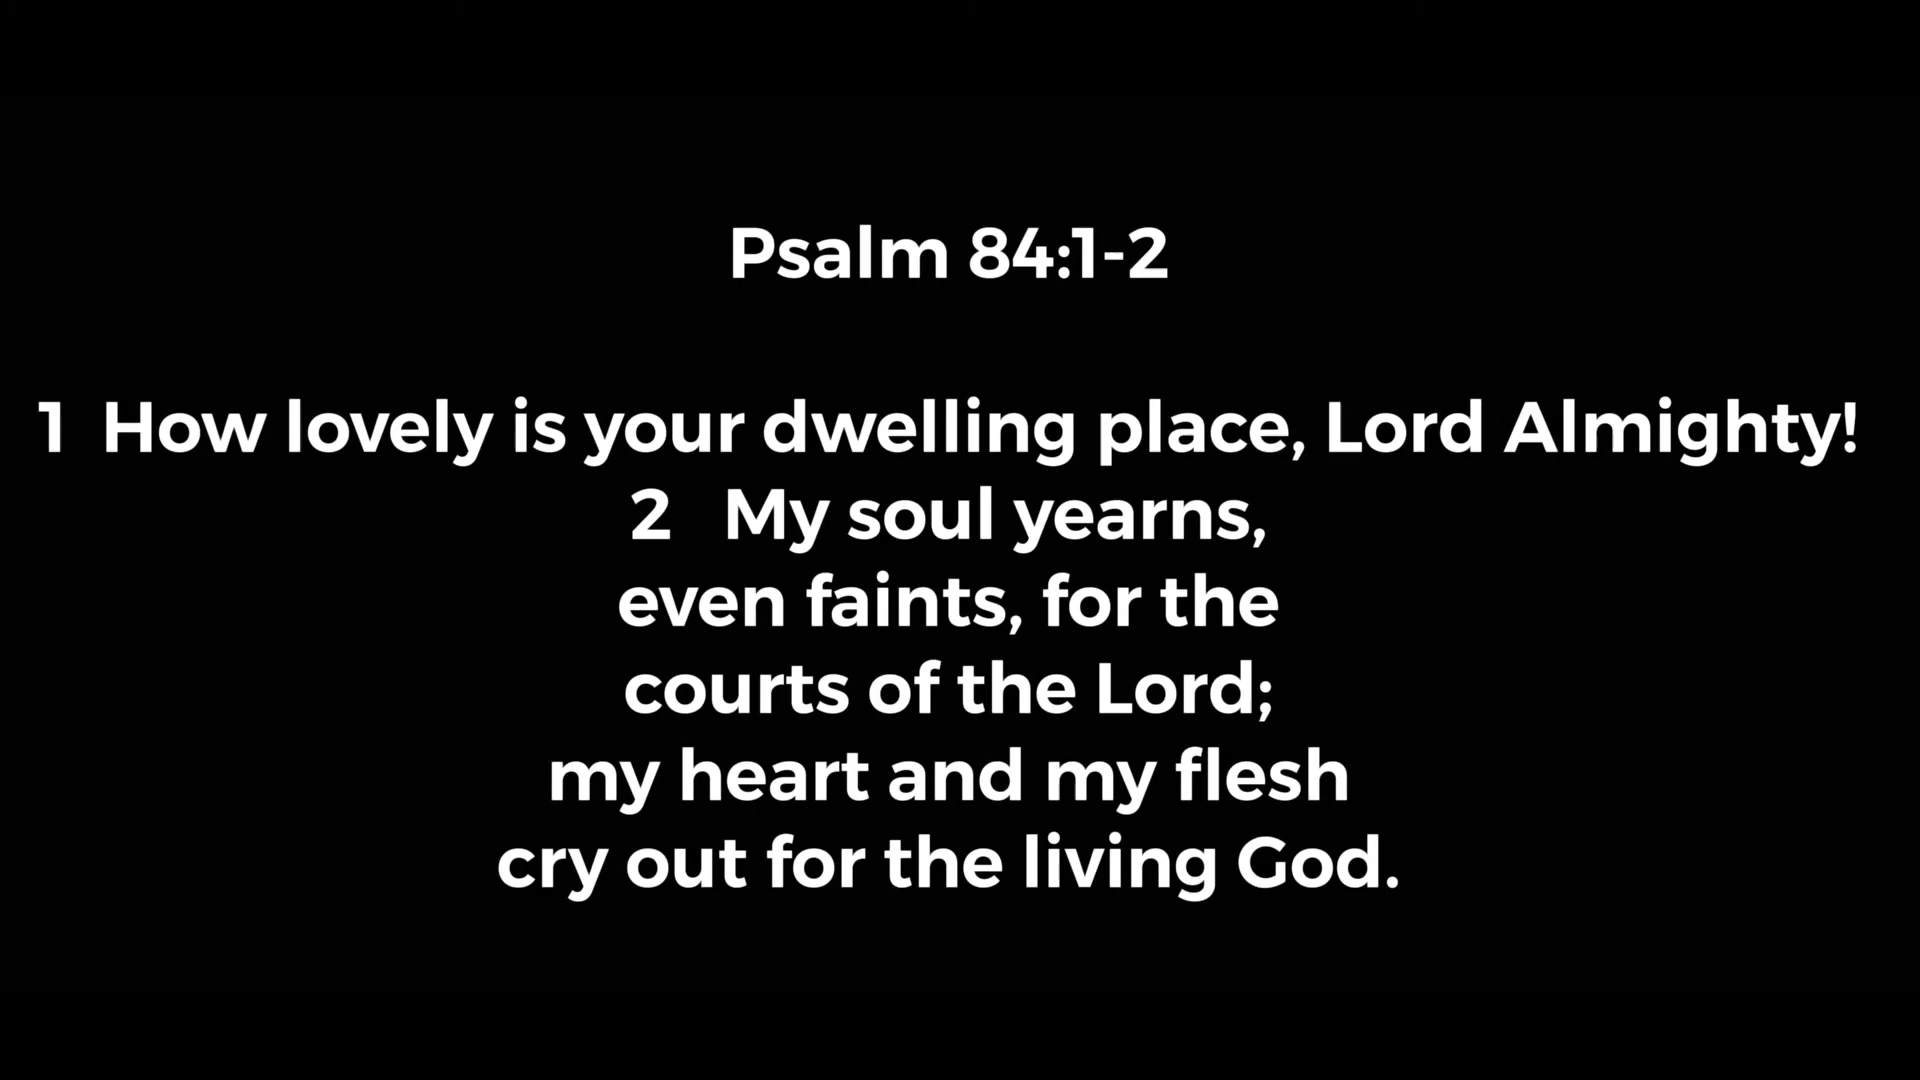 Psalm 84:1-2
1 How lovely is your dwelling place, Lord Almighty!
2 My soul yearns,
even faints, for the
courts of the Lord;
my heart and my flesh
cry out for the living God.